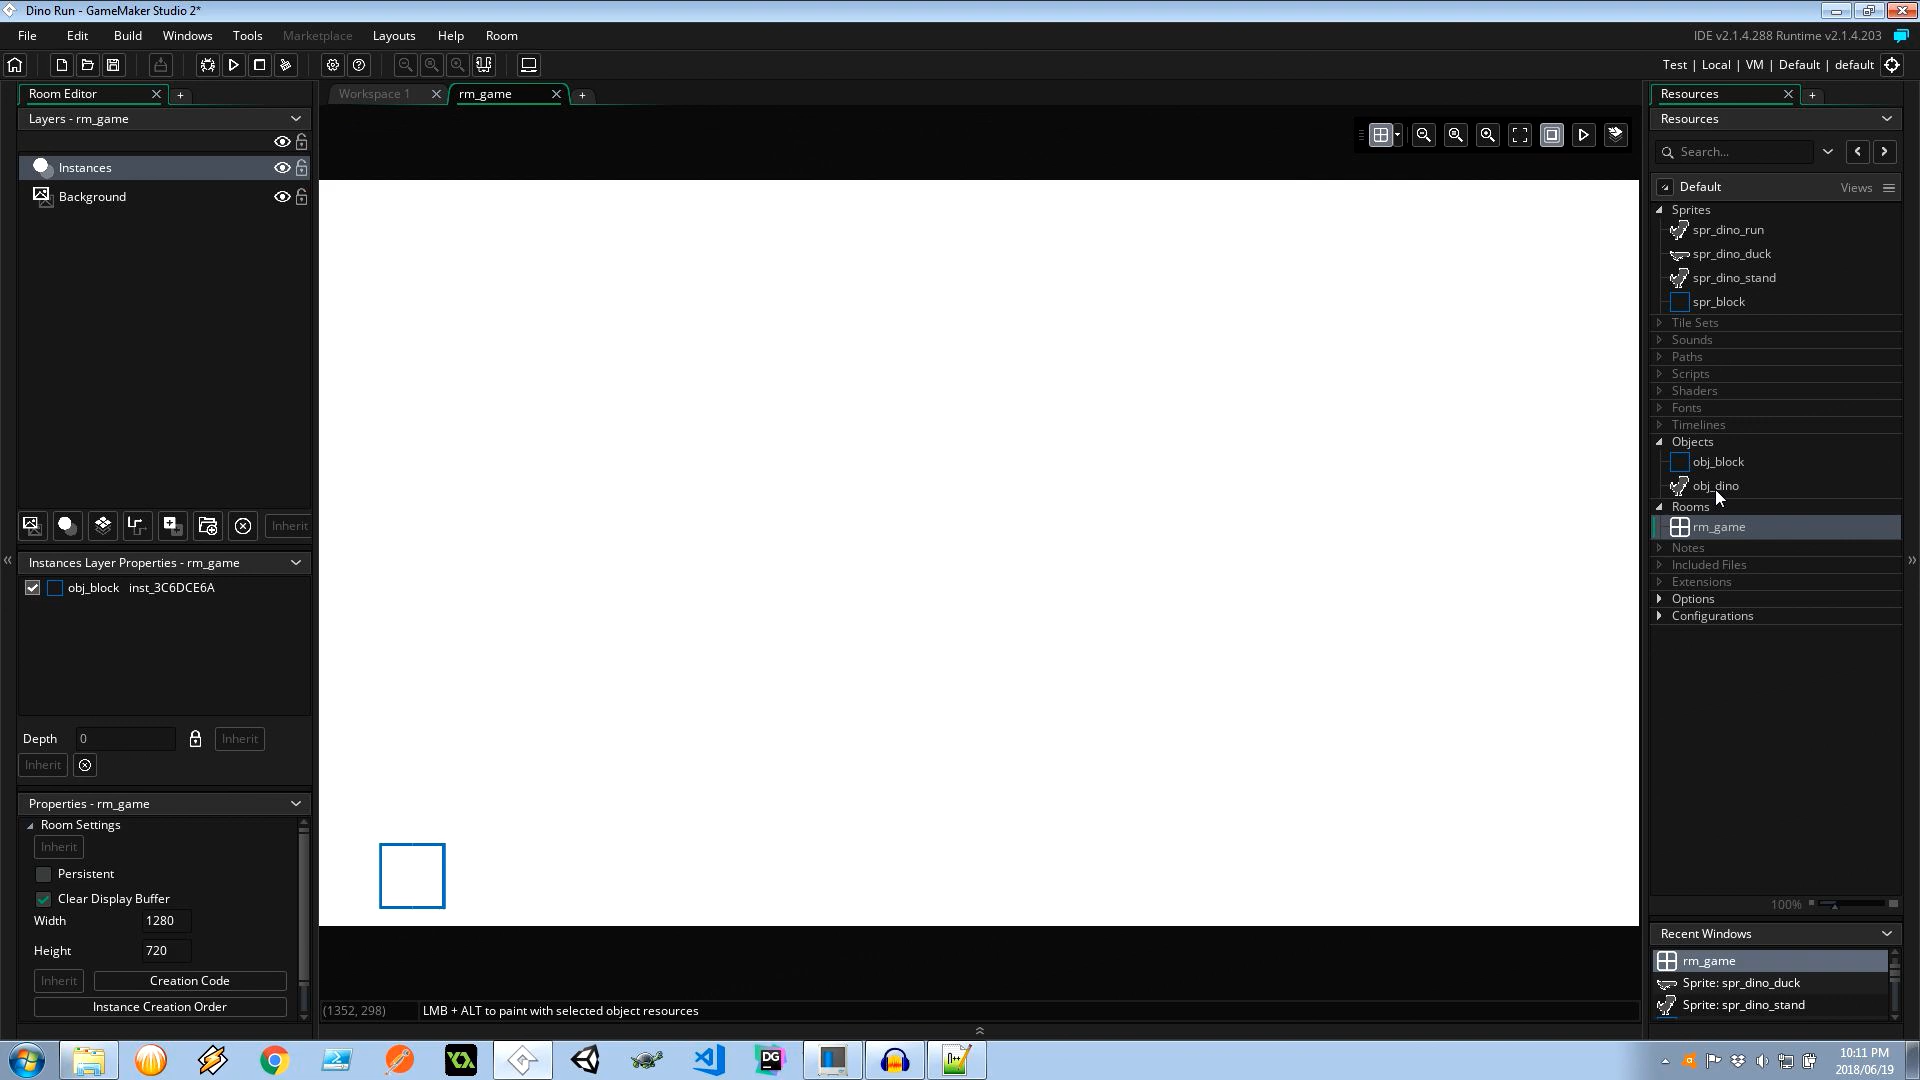 Dino Run - GameMaker Studio 2*
File Edit Build Windows Tools Marketplace Layouts Help Room
IDE v2.1.4.288 Runtime v2.1.4.203
Test | Local | VM | Default | default
Room Editor
Workspace 1
rm_game
Resources
Layers - rm_game
Resources
Search...
Instances
Background
Default
Views
Sprites
spr_dino_run
spr_dino_duck
spr_dino_stand
spr_block
Tile Sets
Sounds
Paths
Scripts
Shaders
Fonts
Timelines
Objects
obj_block
obj_dino
Rooms
rm_game
Notes
Included Files
Extensions
Options
Configurations
Inherit
Instances Layer Properties - rm_game
obj_block inst_3C6DCE6A
Depth 0 Inherit
Inherit
Properties - rm_game
Room Settings
Inherit
Persistent
Clear Display Buffer
Width 1280
Height 720
Inherit Creation Code
Instance Creation Order
(1352, 298) LMB + ALT to paint with selected object resources
100%
Recent Windows
rm_game
Sprite: spr_dino_duck
Sprite: spr_dino_stand
DG
10:11 PM
2018/06/19